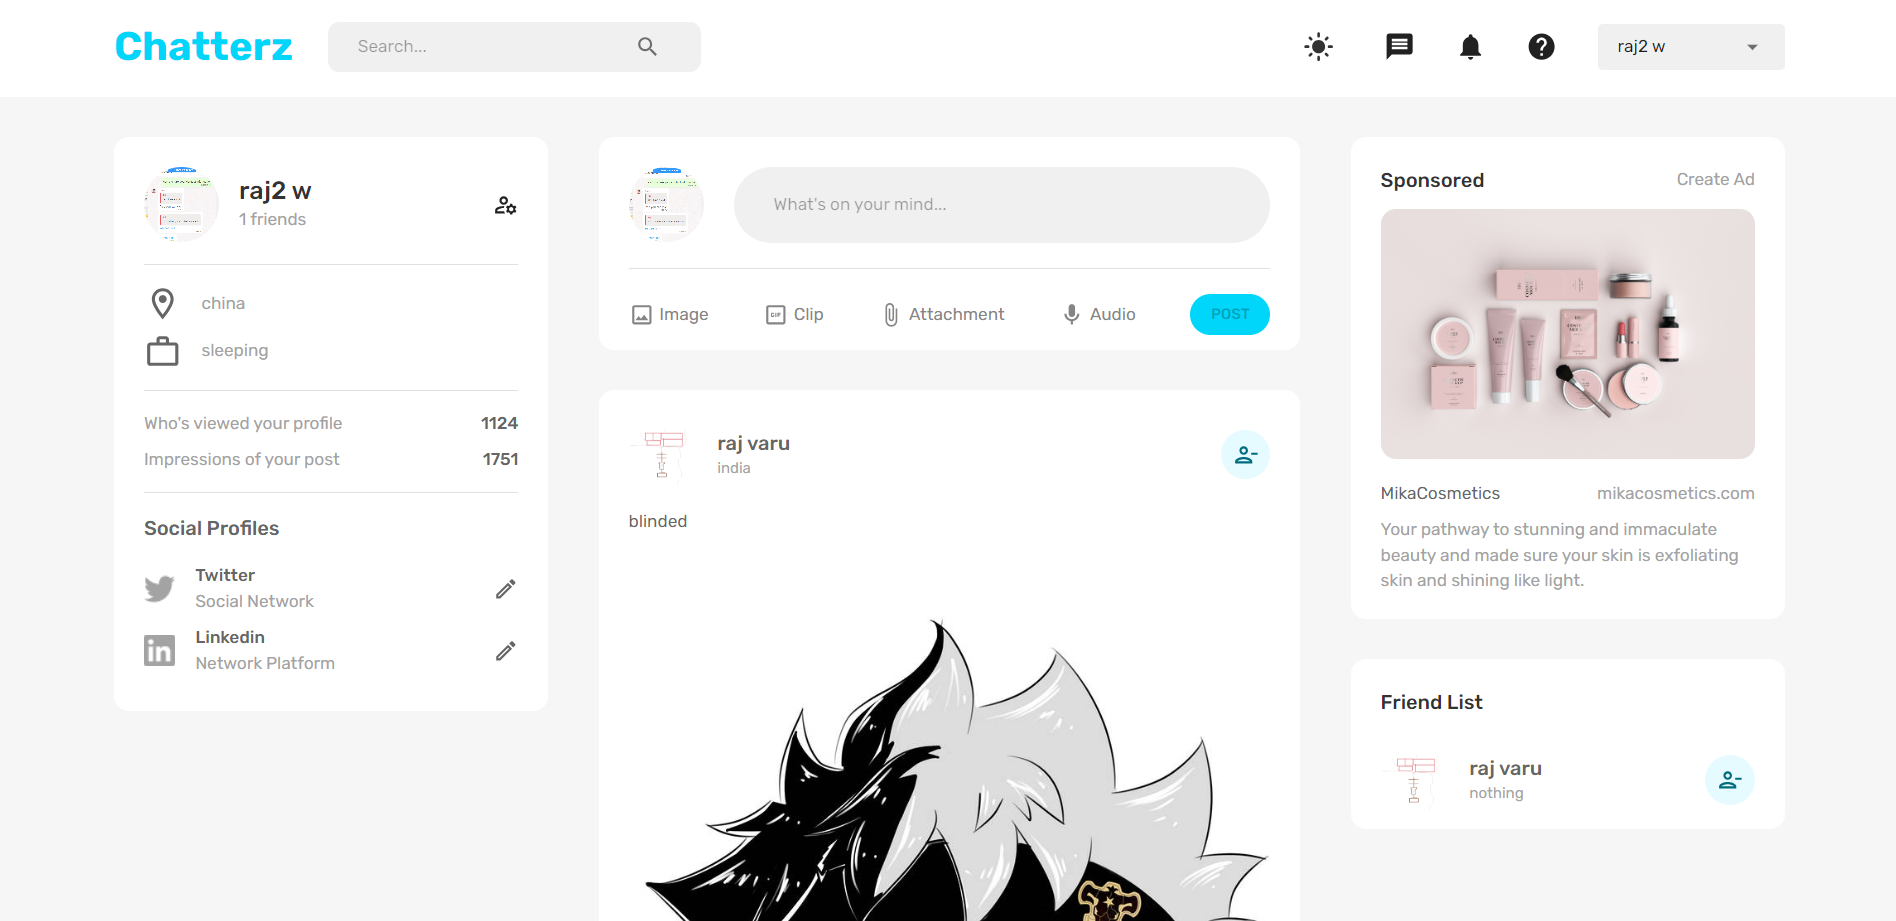 Chatterz
Search...
raj2 w
raj2 w
1 friends
china
sleeping
Who's viewed your profile
1124
Impressions of your post
1751
Social Profiles
Twitter
Social Network
Linkedin
Network Platform
What's on your mind...
Image
GIF
Clip
Attachment
Audio
POST
raj varu
india
blinded
Sponsored
Create Ad
MikaCosmetics
mikacosmetics.com
Your pathway to stunning and immaculate
beauty and made sure your skin is exfoliating
skin and shining like light.
Friend List
raj varu
nothing